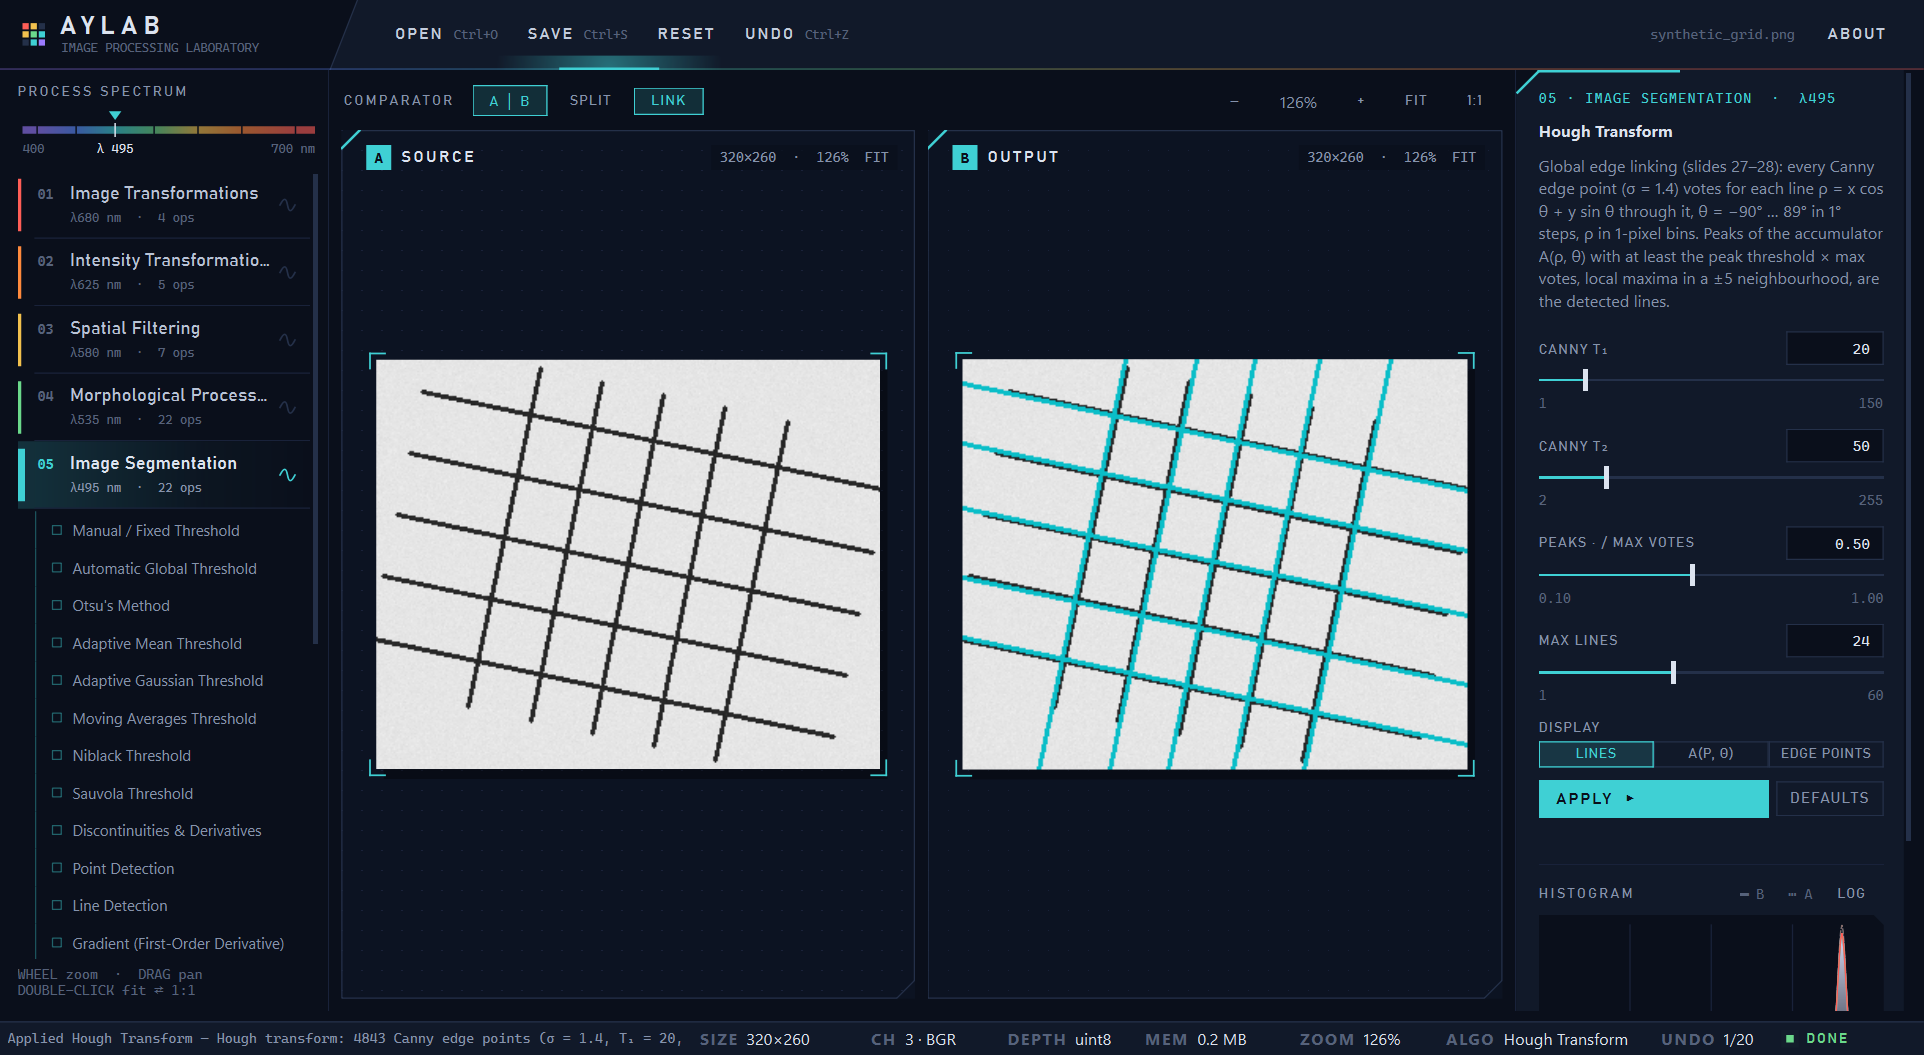 AYLAB
IMAGE PROCESSING LABORATORY
OPEN Ctrl+O SAVE Ctrl+S RESET UNDO Ctrl+Z
synthetic_grid.png ABOUT
PROCESS SPECTRUM
400 λ 495 700 nm
01 Image Transformations
λ680 nm · 4 ops
02 Intensity Transformatio…
λ625 nm · 5 ops
03 Spatial Filtering
λ580 nm · 7 ops
04 Morphological Process…
λ535 nm · 22 ops
05 Image Segmentation
λ495 nm · 22 ops
Manual / Fixed Threshold
Automatic Global Threshold
Otsu's Method
Adaptive Mean Threshold
Adaptive Gaussian Threshold
Moving Averages Threshold
Niblack Threshold
Sauvola Threshold
Discontinuities & Derivatives
Point Detection
Line Detection
Gradient (First-Order Derivative)
WHEEL zoom · DRAG pan
DOUBLE-CLICK fit ⇄ 1:1
COMPARATOR A | B SPLIT LINK
− 126% + FIT 1:1
A SOURCE 320×260 · 126% FIT
B OUTPUT 320×260 · 126% FIT
05 · IMAGE SEGMENTATION · λ495
Hough Transform
Global edge linking (slides 27–28): every Canny
edge point (σ = 1.4) votes for each line ρ = x cos
θ + y sin θ through it, θ = −90° … 89° in 1°
steps, ρ in 1-pixel bins. Peaks of the accumulator
A(ρ, θ) with at least the peak threshold × max
votes, local maxima in a ±5 neighbourhood, are
the detected lines.
CANNY T₁ 20
1 150
CANNY T₂ 50
2 255
PEAKS · / MAX VOTES 0.50
0.10 1.00
MAX LINES 24
1 60
DISPLAY
LINES A(Ρ, Θ) EDGE POINTS
APPLY ▸ DEFAULTS
HISTOGRAM B A LOG
Applied Hough Transform — Hough transform: 4843 Canny edge points (σ = 1.4, T₁ = 20, SIZE 320×260 CH 3 · BGR DEPTH uint8 MEM 0.2 MB ZOOM 126% ALGO Hough Transform UNDO 1/20 DONE